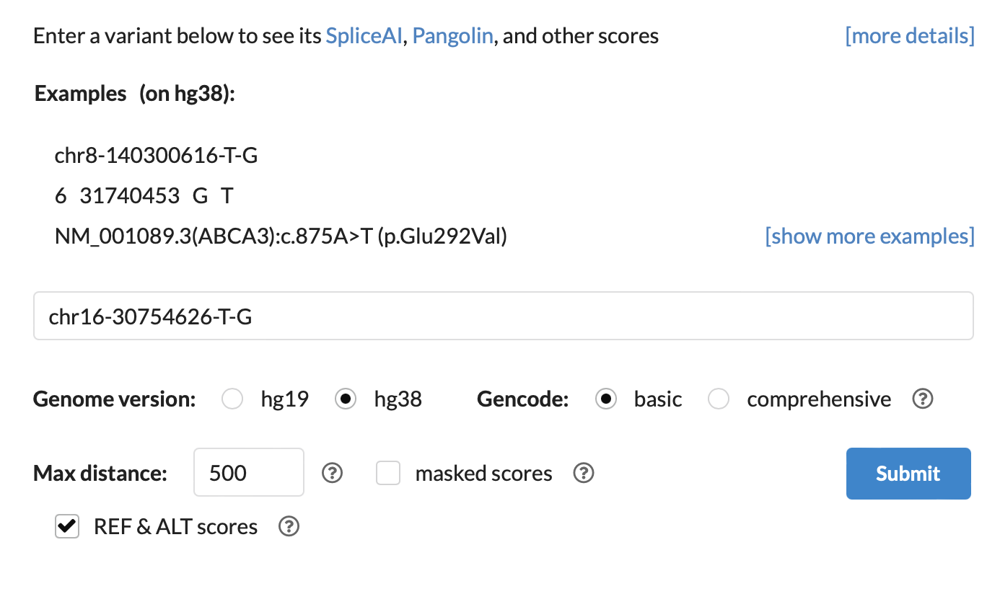 Enter a variant below to see its SpliceAI, Pangolin, and other scores [more details]
Examples (on hg38):
chr8-140300616-T-G
6 31740453 G T
NM_001089.3(ABCA3):c.875A>T (p.Glu292Val) [show more examples]
chr16-30754626-T-G
Genome version: hg19 hg38 Gencode: basic comprehensive ?
Max distance: 500 ? masked scores ? Submit
REF & ALT scores ?